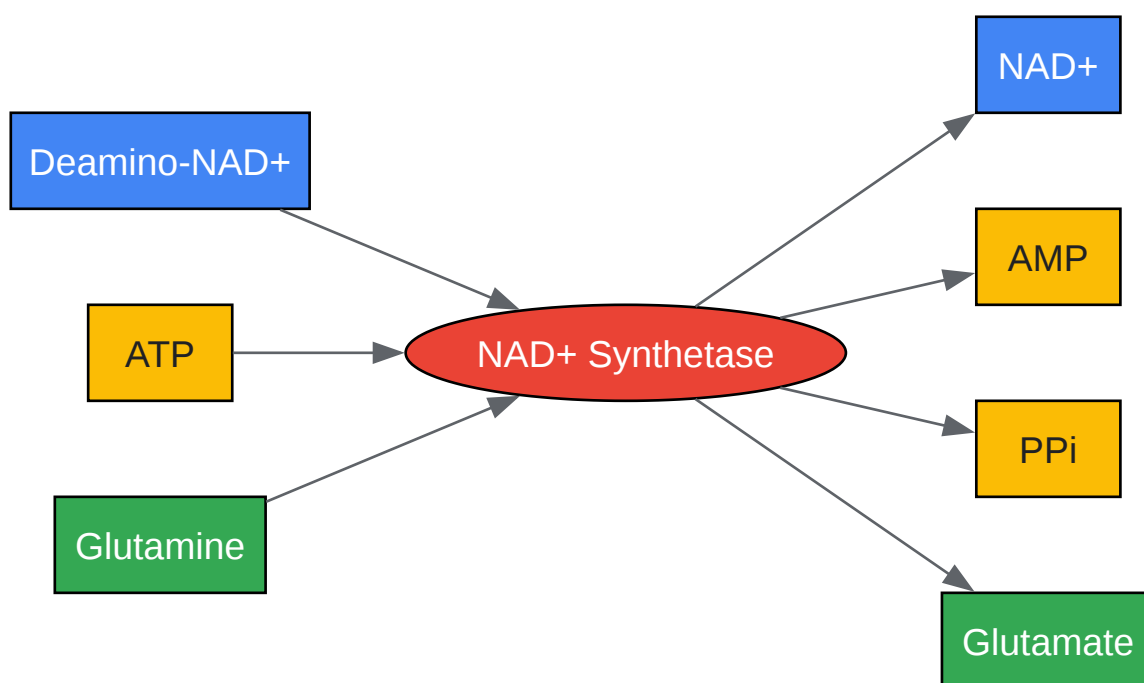 NAD+
Deamino-NAD+
AMP
ATP
NAD+ Synthetase
PPi
Glutamine
Glutamate